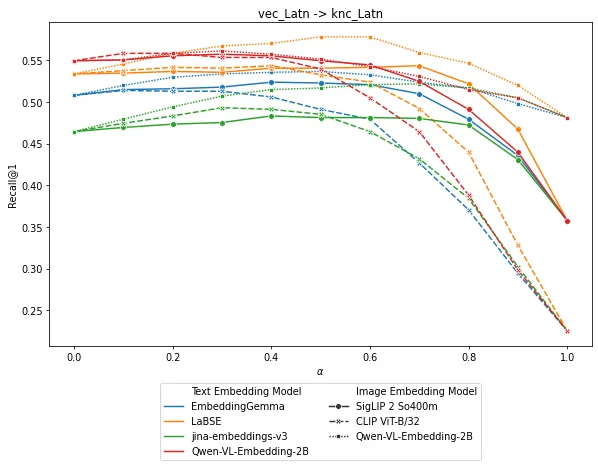 vec_Latn -> knc_Latn
Recall@1
0.55
0.50
0.45
0.40
0.35
0.30
0.25
0.0 0.2 0.4 0.6 0.8 1.0
α
Text Embedding Model
EmbeddingGemma
LaBSE
jina-embeddings-v3
Qwen-VL-Embedding-2B
Image Embedding Model
SigLIP 2 So400m
CLIP ViT-B/32
Qwen-VL-Embedding-2B